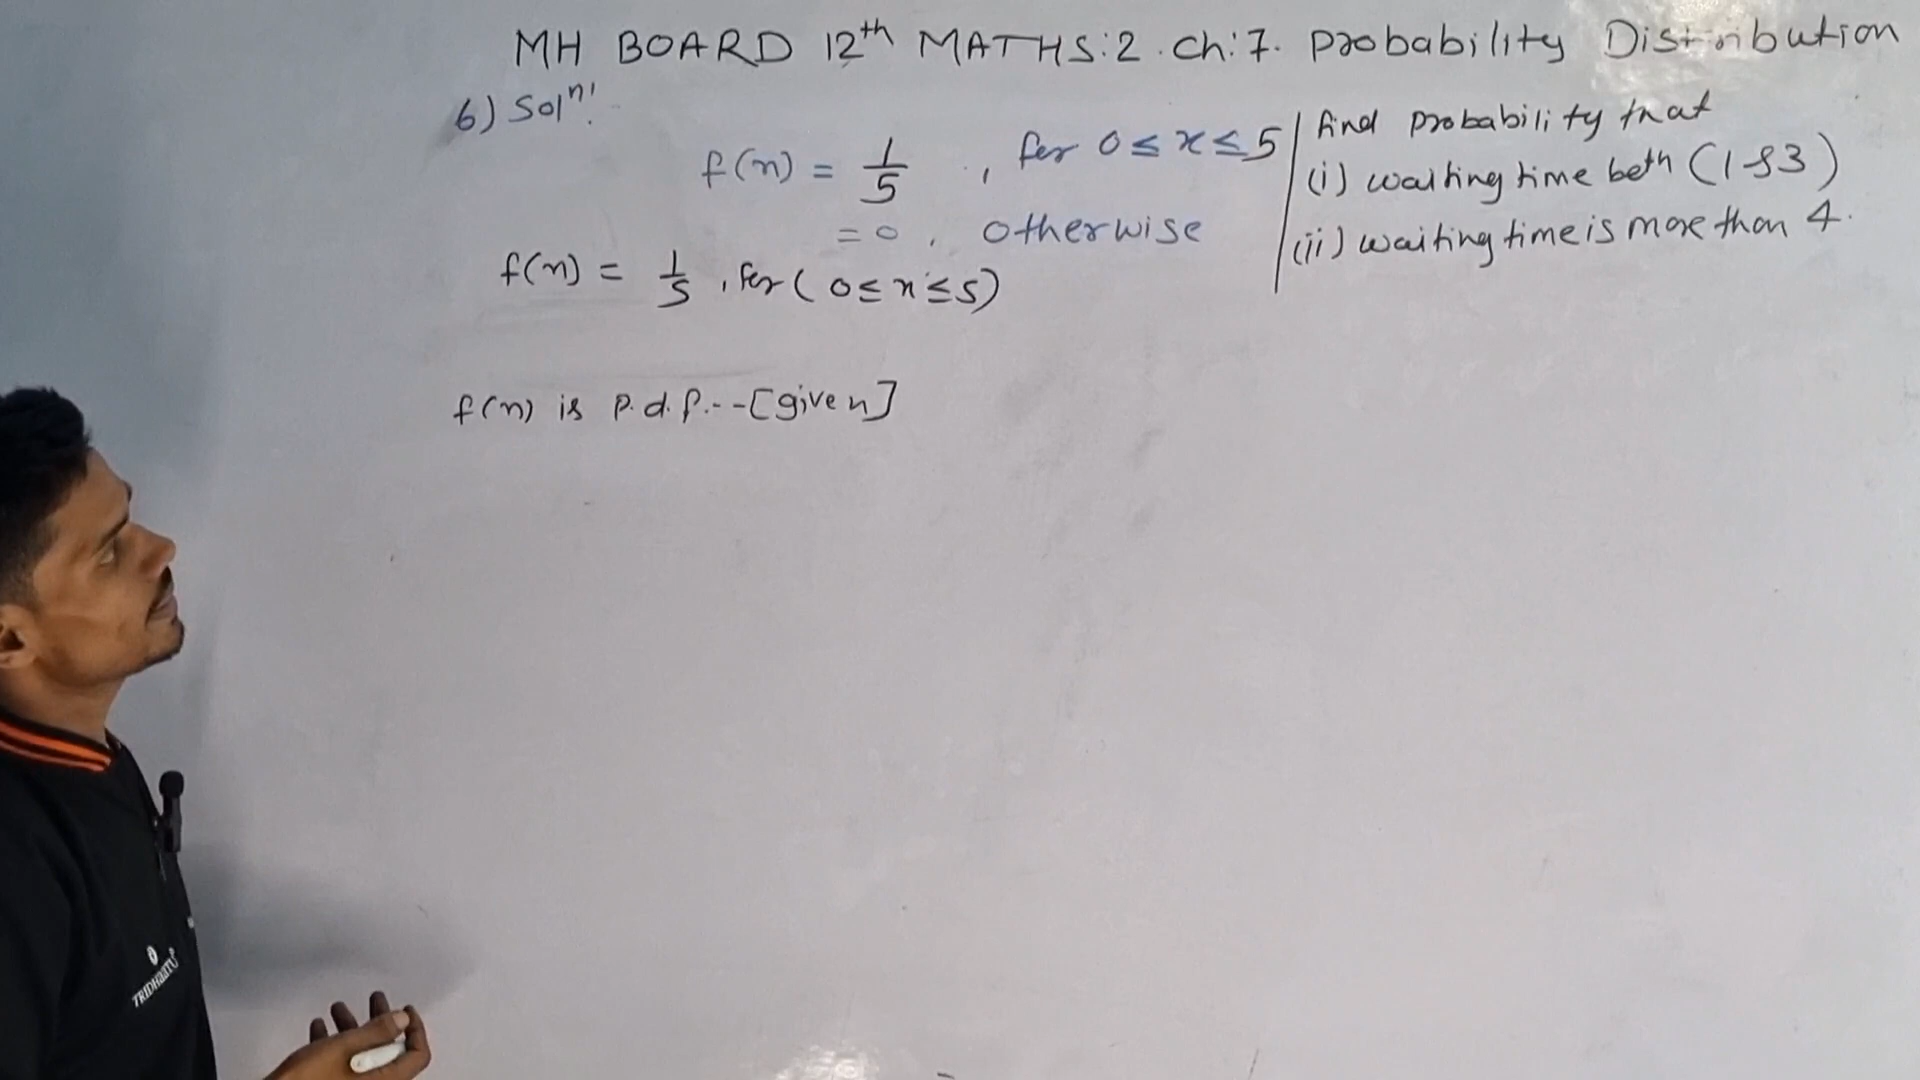 MH BOARD 12th MATHS:2. Ch:7. Probability Distribution
6) Solⁿ:
f(x) = 1/5 , for 0 ≤ x ≤ 5
= 0 , otherwise
find probability that
(i) waiting time betn (1 & 3)
(ii) waiting time is more than 4.
f(x) = 1/5 , for ( 0 ≤ x ≤ 5)
f(x) is p.d.f. -- [given]
TRIDHAATU